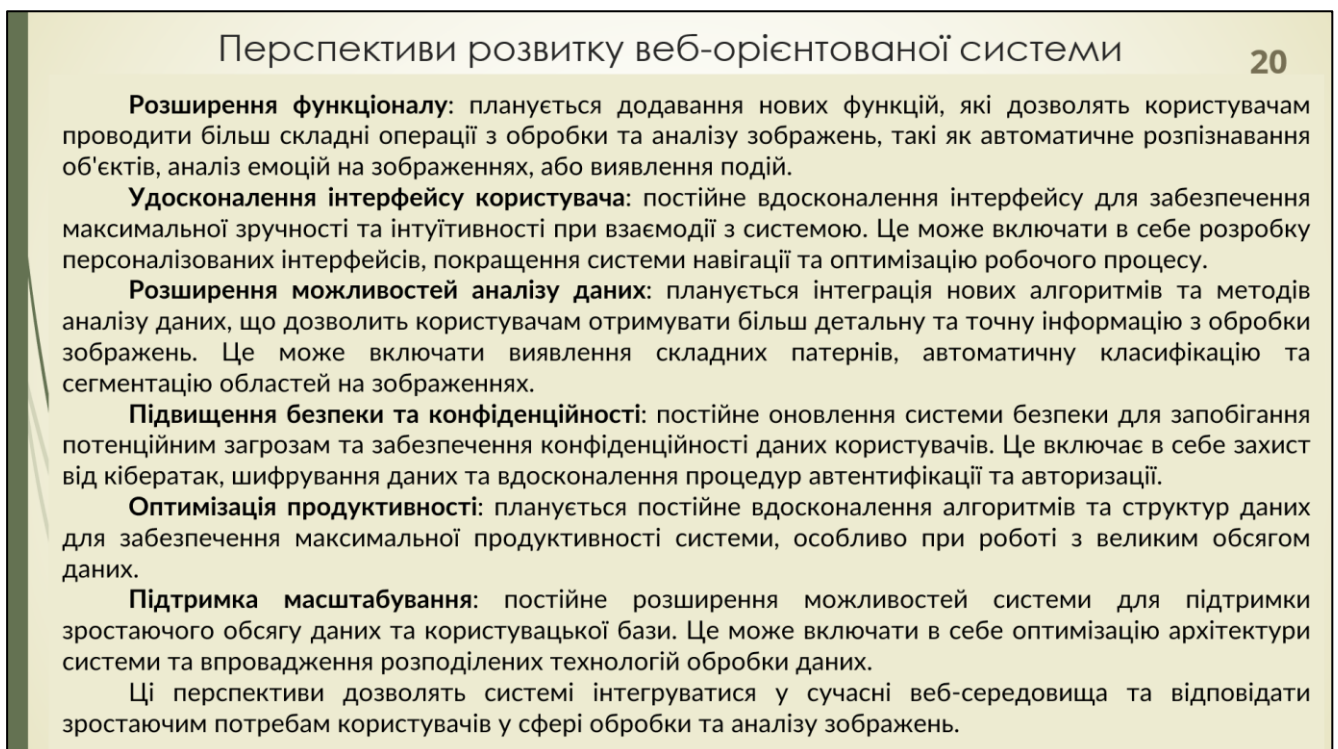 Перспективи розвитку веб-орієнтованої системи
20
Розширення функціоналу: планується додавання нових функцій, які дозволять користувачам
проводити більш складні операції з обробки та аналізу зображень, такі як автоматичне розпізнавання
об'єктів, аналіз емоцій на зображеннях, або виявлення подій.
Удосконалення інтерфейсу користувача: постійне вдосконалення інтерфейсу для забезпечення
максимальної зручності та інтуїтивності при взаємодії з системою. Це може включати в себе розробку
персоналізованих інтерфейсів, покращення системи навігації та оптимізацію робочого процесу.
Розширення можливостей аналізу даних: планується інтеграція нових алгоритмів та методів
аналізу даних, що дозволить користувачам отримувати більш детальну та точну інформацію з обробки
зображень. Це може включати виявлення складних патернів, автоматичну класифікацію та
сегментацію областей на зображеннях.
Підвищення безпеки та конфіденційності: постійне оновлення системи безпеки для запобігання
потенційним загрозам та забезпечення конфіденційності даних користувачів. Це включає в себе захист
від кібератак, шифрування даних та вдосконалення процедур автентифікації та авторизації.
Оптимізація продуктивності: планується постійне вдосконалення алгоритмів та структур даних
для забезпечення максимальної продуктивності системи, особливо при роботі з великим обсягом
даних.
Підтримка масштабування: постійне розширення можливостей системи для підтримки
зростаючого обсягу даних та користувацької бази. Це може включати в себе оптимізацію архітектури
системи та впровадження розподілених технологій обробки даних.
Ці перспективи дозволять системі інтегруватися у сучасні веб-середовища та відповідати
зростаючим потребам користувачів у сфері обробки та аналізу зображень.